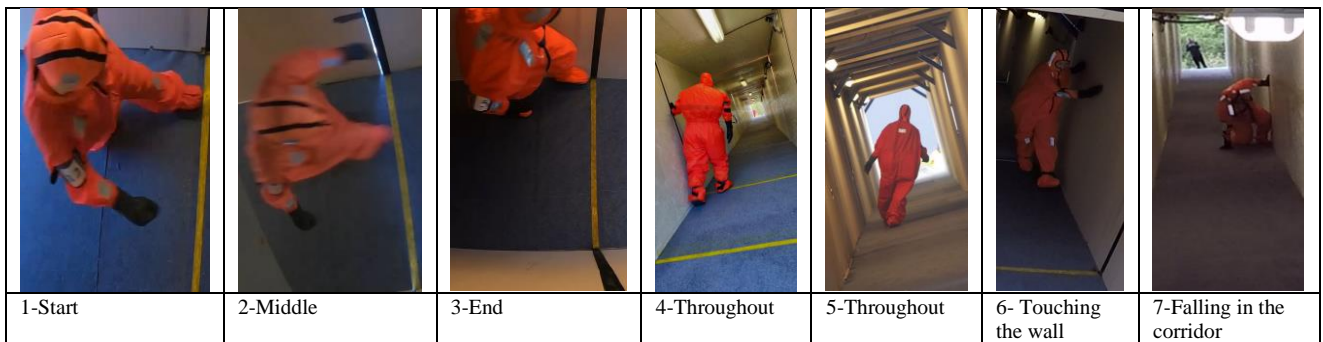 1-Start
2-Middle
3-End
4-Throughout
5-Throughout
6- Touching
the wall
7-Falling in the
corridor